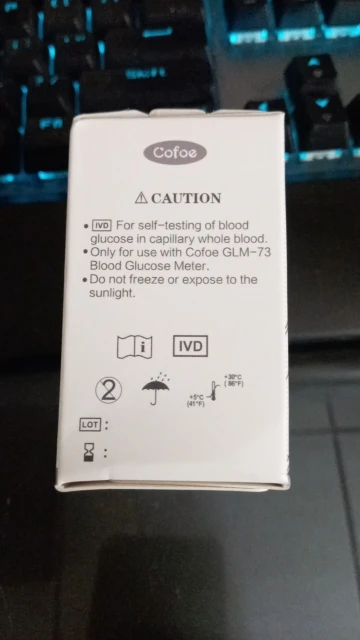 Shift
Cofoe
⚠ CAUTION
• IVD For self-testing of blood
glucose in capillary whole blood.
• Only for use with Cofoe GLM-73
Blood Glucose Meter.
• Do not freeze or expose to the
sunlight.
i IVD
2
+30°C
( 86°F)
+5°C
(41°F)
LOT :
: